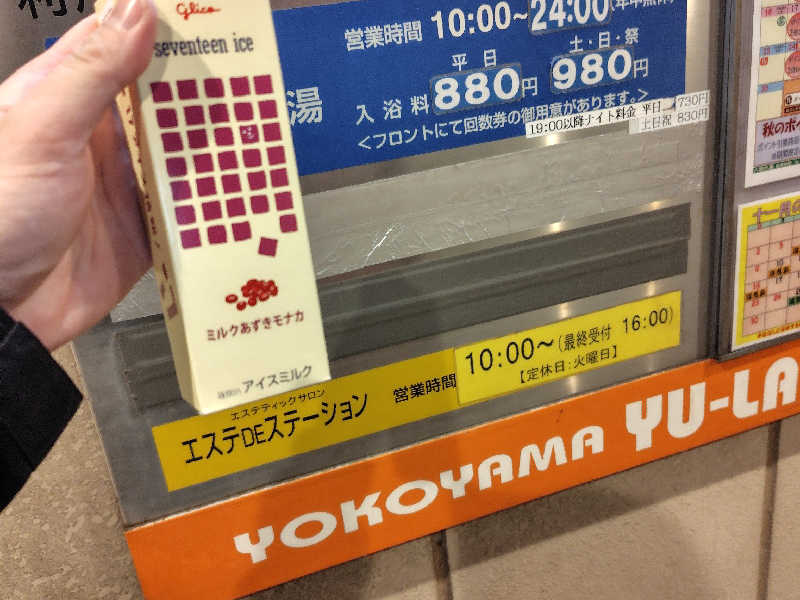 Glico
seventeen ice
ミルクあずきモナカ
種類別 アイスミルク
営業時間 10:00~24:00(年中無休)
湯
平日 土・日・祭
入浴料 880円 980円
<フロントにて回数券の御用意があります。>
19:00以降ナイト料金 平日 730円
土日祝 830円
エステティックサロン
エステDEステーション
営業時間
10:00~(最終受付 16:00)
【定休日:火曜日】
YOKOYAMA YU-LA